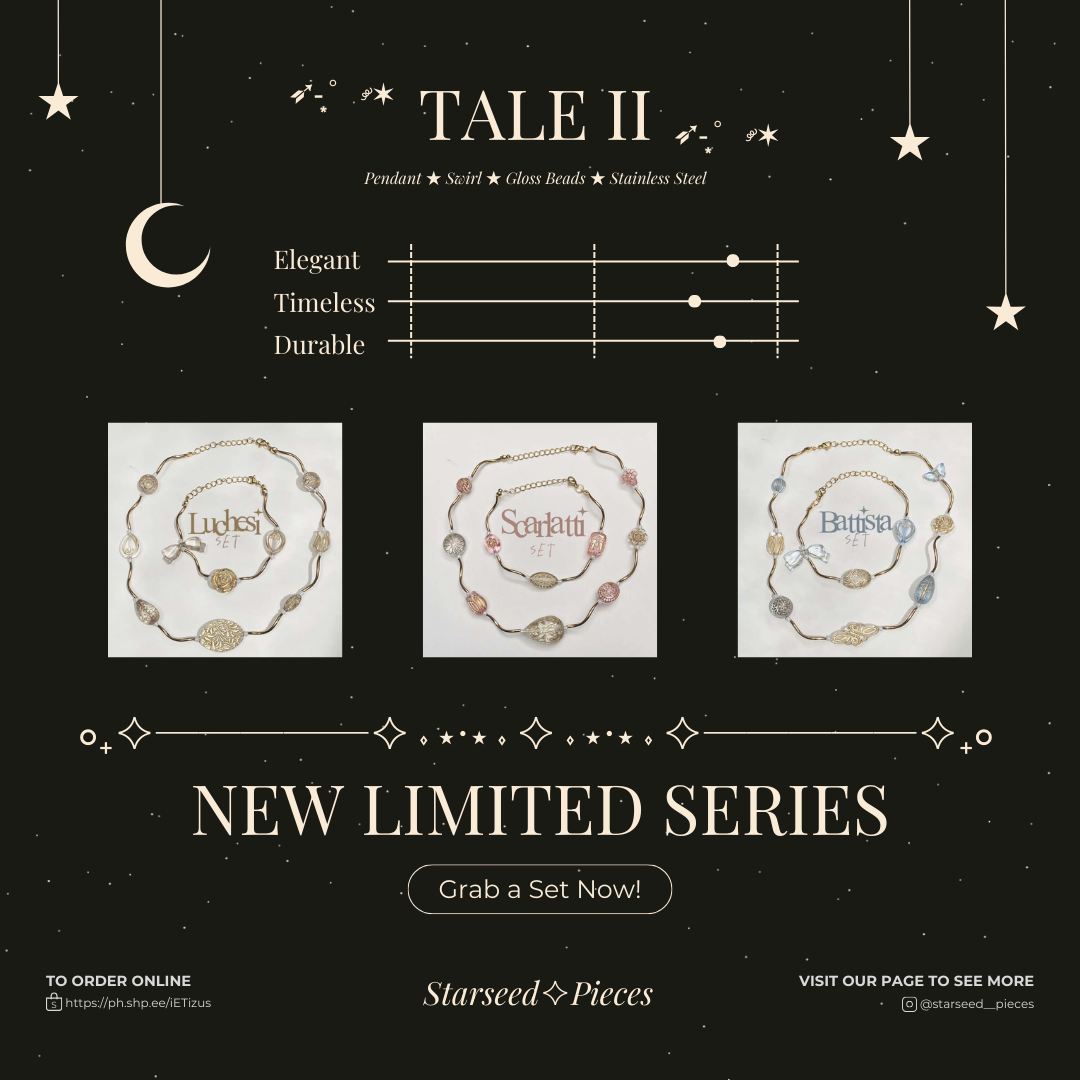 TALE II
Pendant ★ Swirl ★ Gloss Beads ★ Stainless Steel
Elegant
Timeless
Durable
Luchesi
SET
Scarlatti
SET
Battista
SET
NEW LIMITED SERIES
Grab a Set Now!
TO ORDER ONLINE
https://ph.shp.ee/iETizus
Starseed✧Pieces
VISIT OUR PAGE TO SEE MORE
@starseed__pieces